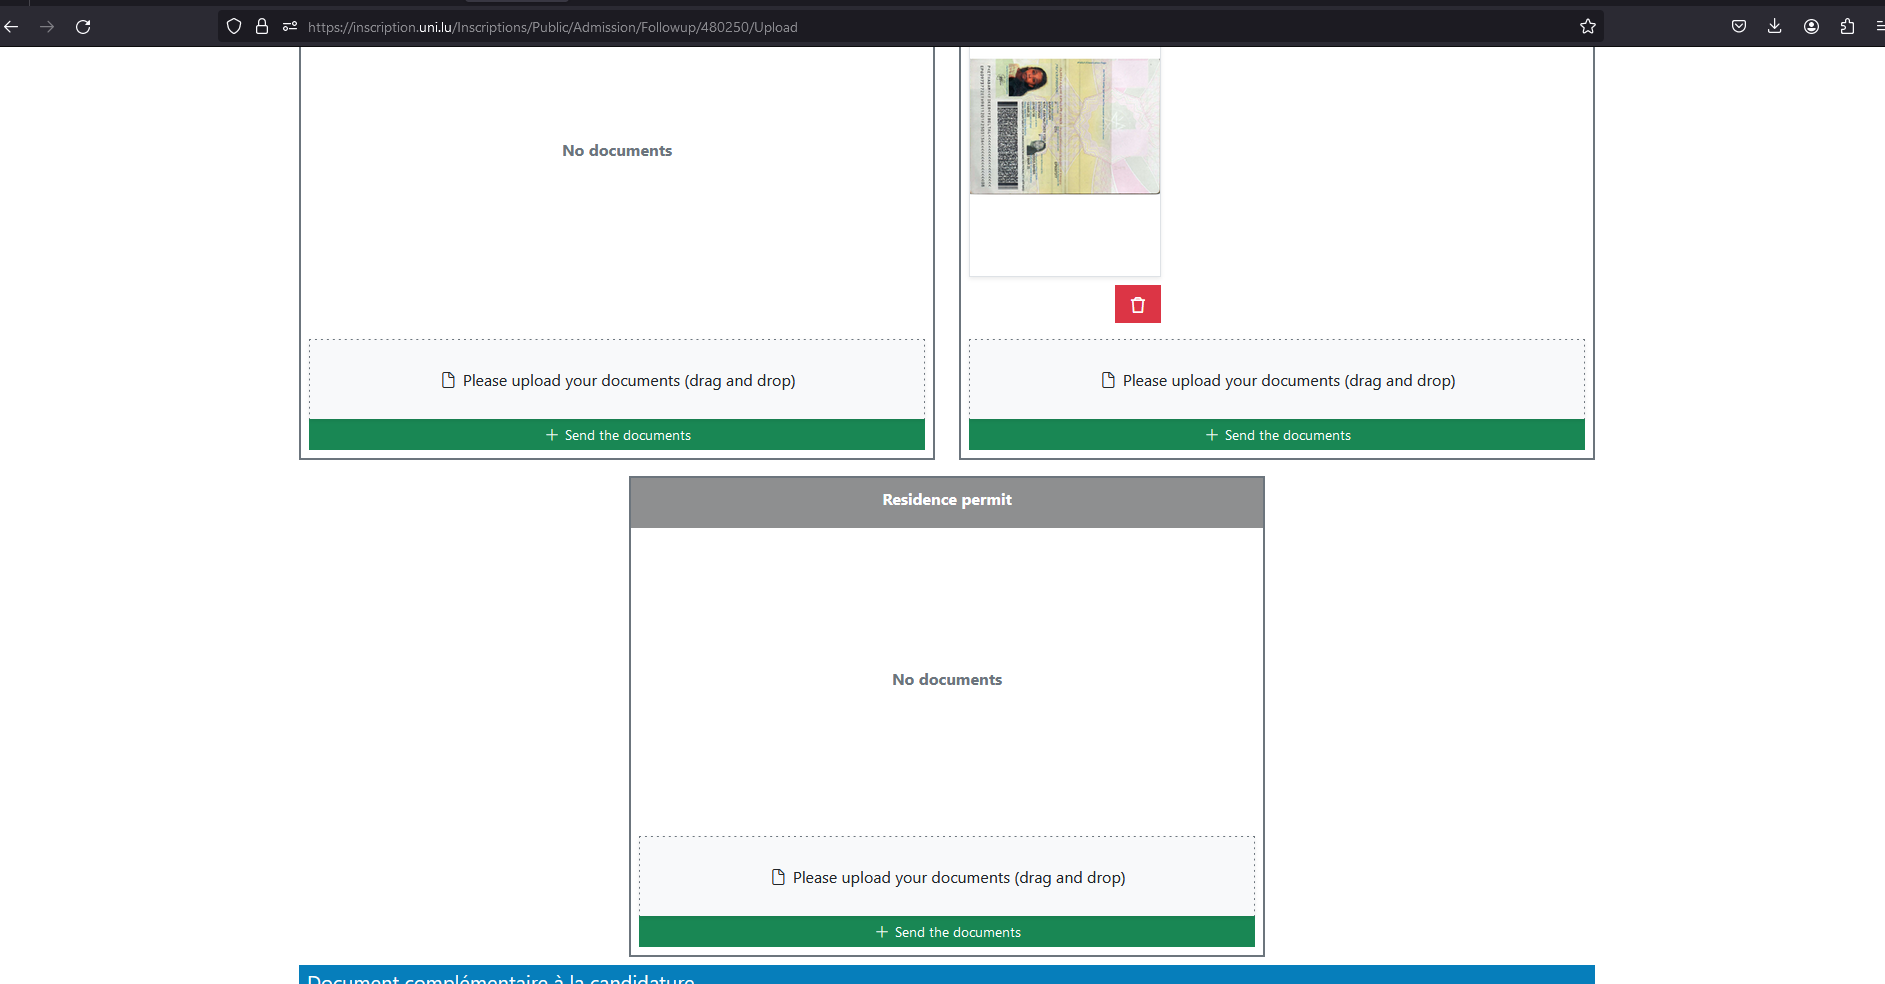 https://inscription.uni.lu/Inscriptions/Public/Admission/Followup/480250/Upload
No documents
Please upload your documents (drag and drop)
Send the documents
Please upload your documents (drag and drop)
Send the documents
Residence permit
No documents
Please upload your documents (drag and drop)
Send the documents
Document complémentaire à la candidature